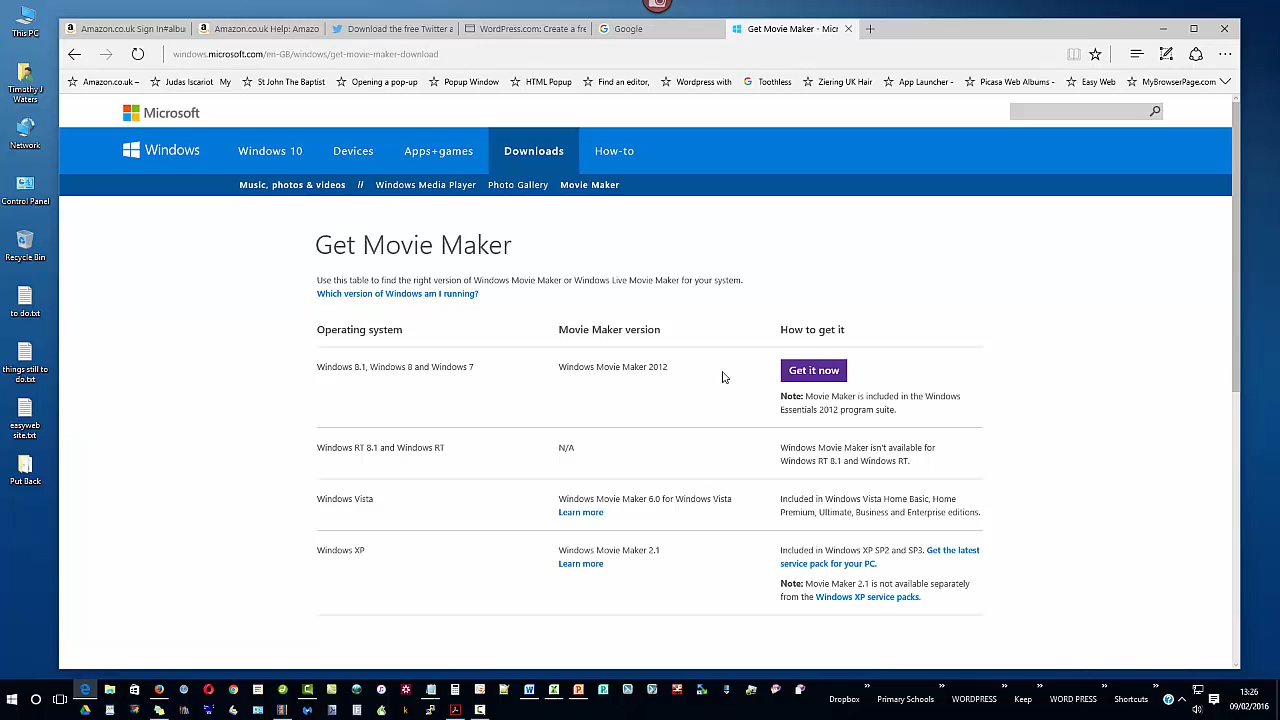 This PC
Timothy J Waters
Network
Control Panel
Recycle Bin
to do.txt
things still to do.txt
easyweb site.txt
Put Back
Amazon.co.uk Sign In#albu
Amazon.co.uk Help: Amazo
Download the free Twitter a
WordPress.com: Create a fre
Google
Get Movie Maker - Micr
windows.microsoft.com/en-GB/windows/get-movie-maker-download
Amazon.co.uk –
Judas Iscariot My
St John The Baptist
Opening a pop-up
Popup Window
HTML Popup
Find an editor,
Wordpress with
Toothless
Ziering UK Hair
App Launcher -
Picasa Web Albums -
Easy Web
MyBrowserPage.com
Microsoft
Windows
Windows 10
Devices
Apps+games
Downloads
How-to
Music, photos & videos // Windows Media Player Photo Gallery Movie Maker
Get Movie Maker
Use this table to find the right version of Windows Movie Maker or Windows Live Movie Maker for your system.
Which version of Windows am I running?
Operating system Movie Maker version How to get it
Windows 8.1, Windows 8 and Windows 7 Windows Movie Maker 2012 Get it now
Note: Movie Maker is included in the Windows
Essentials 2012 program suite.
Windows RT 8.1 and Windows RT N/A Windows Movie Maker isn't available for
Windows RT 8.1 and Windows RT.
Windows Vista Windows Movie Maker 6.0 for Windows Vista Included in Windows Vista Home Basic, Home
Learn more Premium, Ultimate, Business and Enterprise editions.
Windows XP Windows Movie Maker 2.1 Included in Windows XP SP2 and SP3. Get the latest
Learn more service pack for your PC.
Note: Movie Maker 2.1 is not available separately
from the Windows XP service packs.
Dropbox
Primary Schools
WORDPRESS
Keep
WORD PRESS
Shortcuts
13:26
09/02/2016